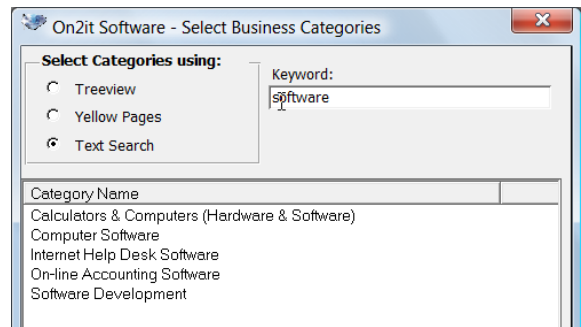 On2it Software - Select Business Categories
Select Categories using:
Treeview
Yellow Pages
Text Search
Keyword:
software
Category Name
Calculators & Computers (Hardware & Software)
Computer Software
Internet Help Desk Software
On-line Accounting Software
Software Development